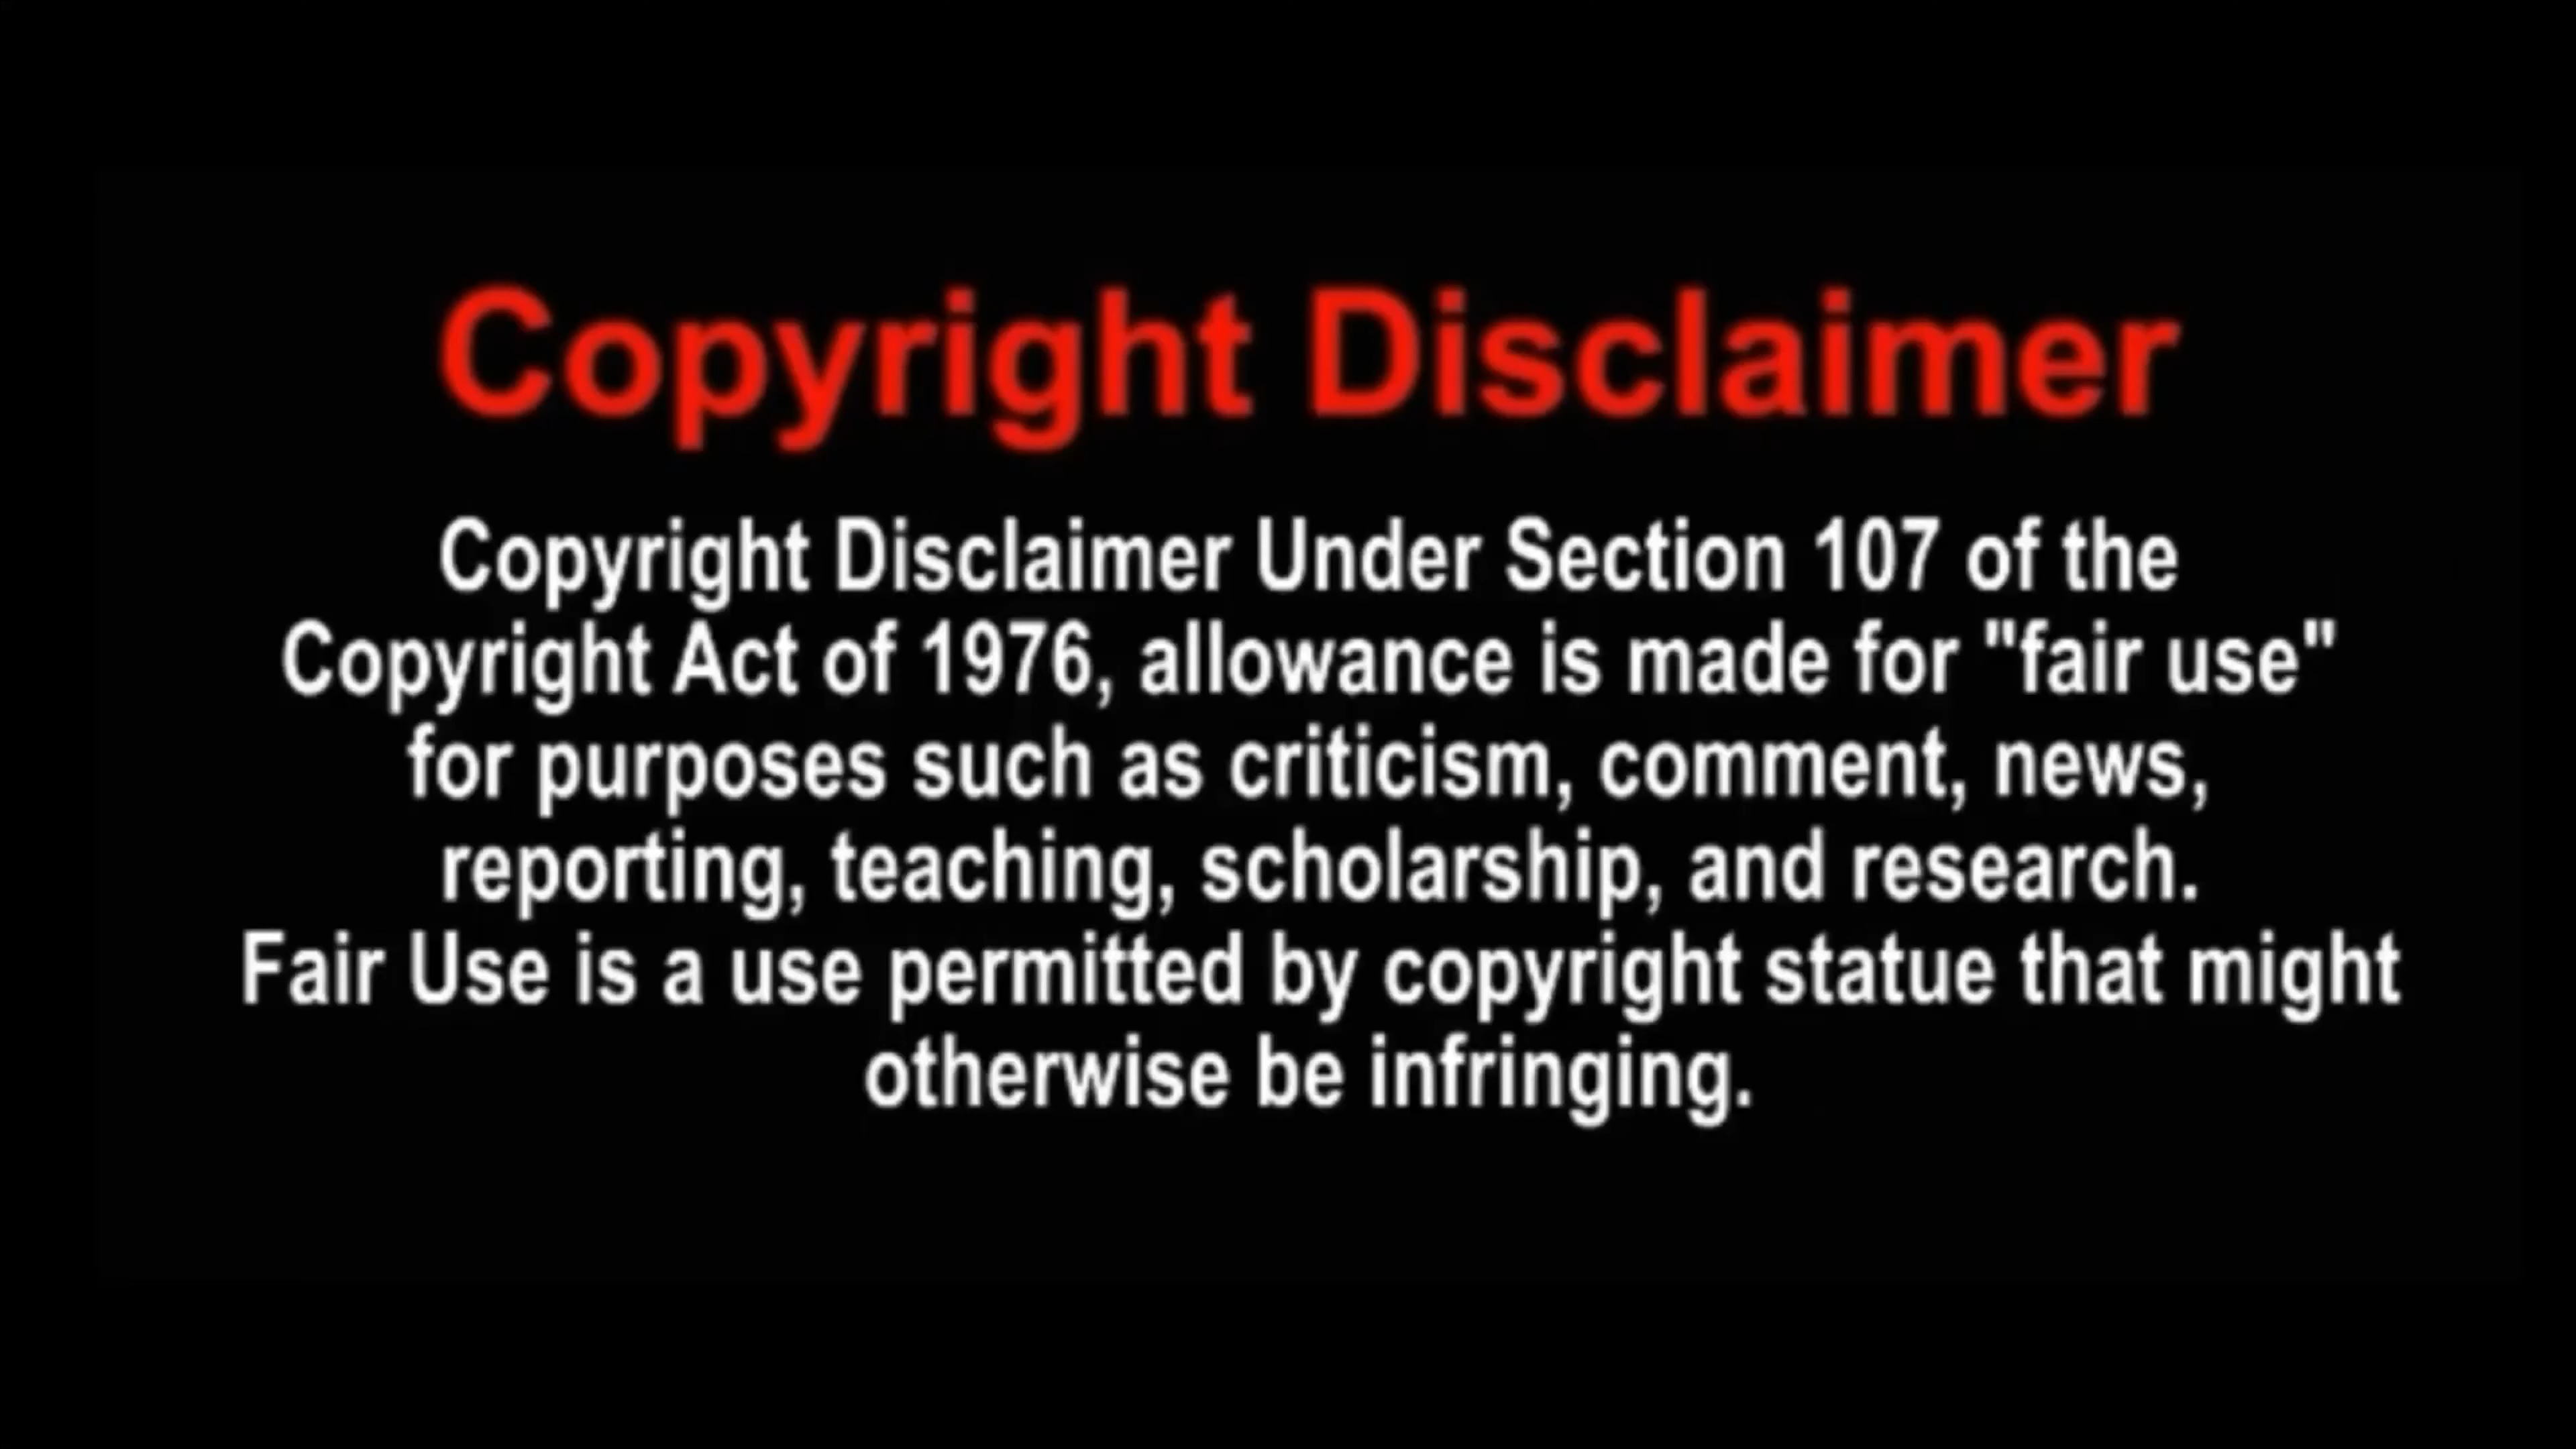 Copyright Disclaimer
Copyright Disclaimer Under Section 107 of the
Copyright Act of 1976, allowance is made for "fair use"
for purposes such as criticism, comment, news,
reporting, teaching, scholarship, and research.
Fair Use is a use permitted by copyright statue that might
otherwise be infringing.